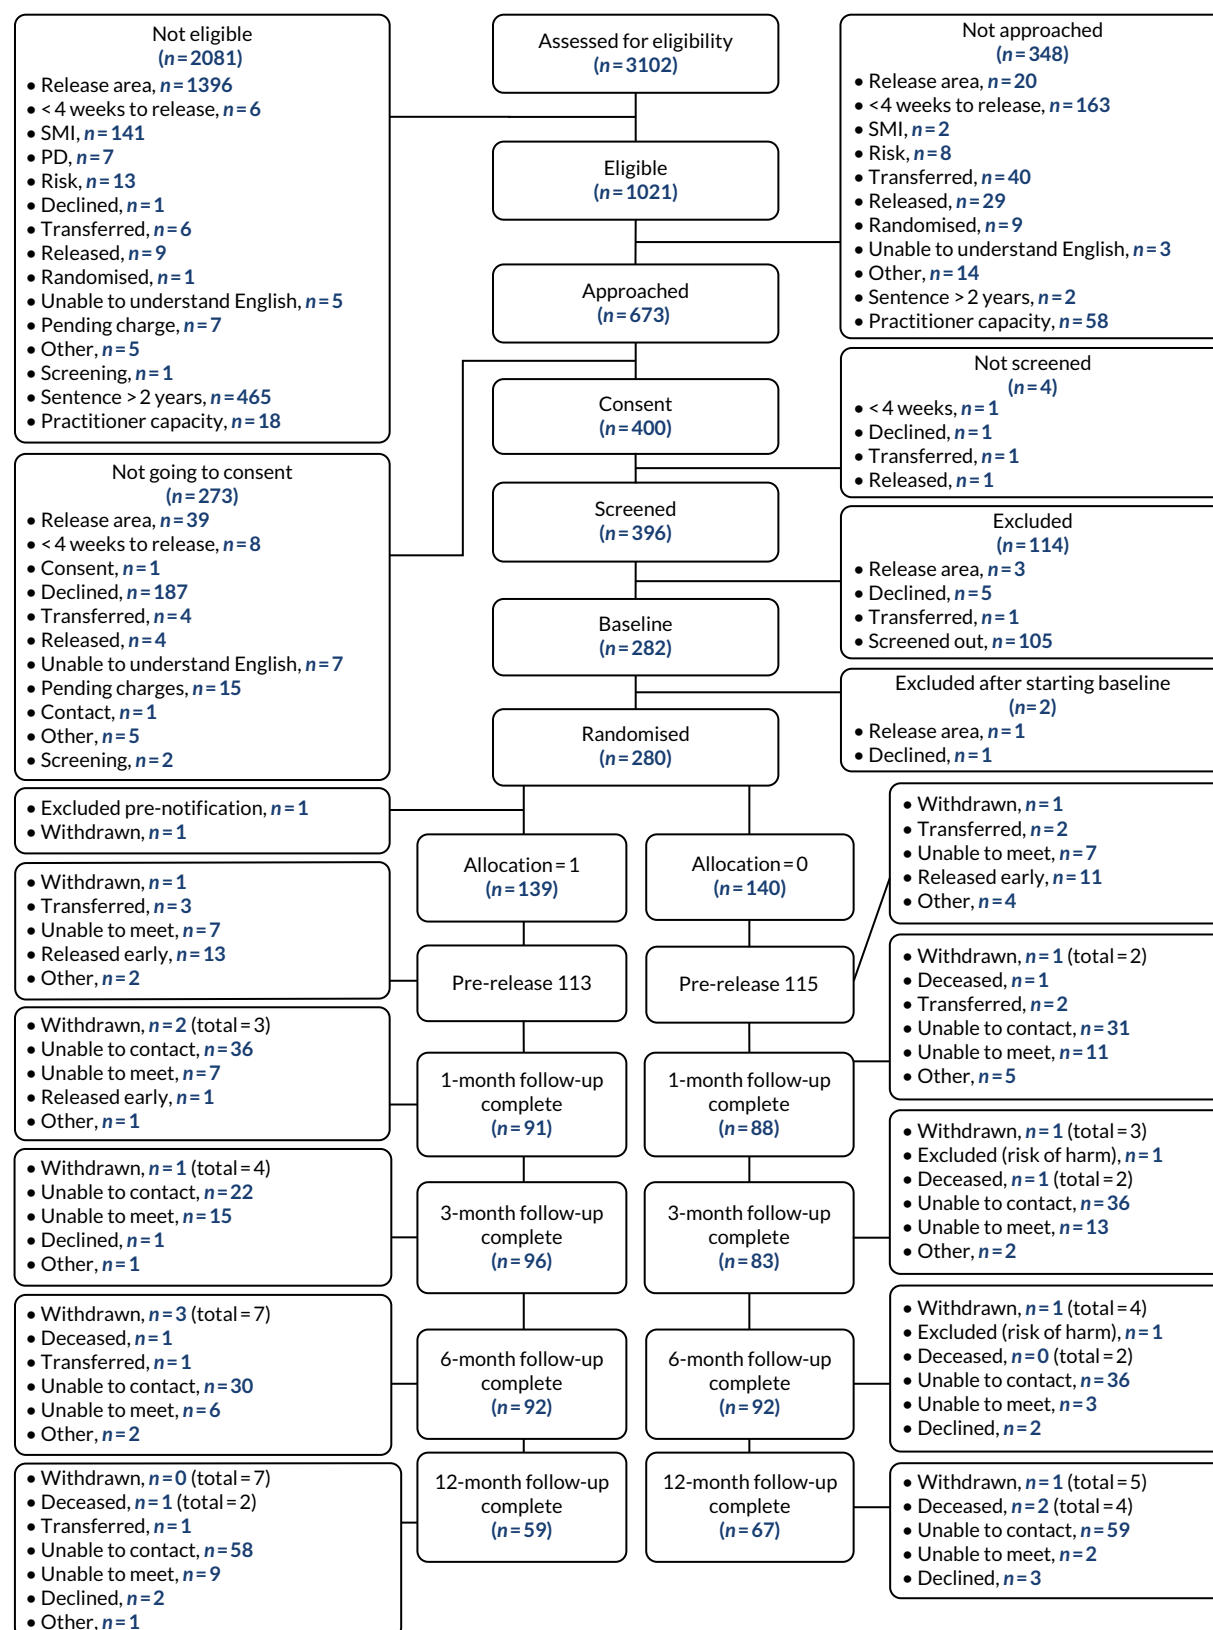 Not eligible
(n=2081)
• Release area, n=1396
• <4 weeks to release, n=6
• SMI, n=141
• PD, n=7
• Risk, n=13
• Declined, n=1
• Transferred, n=6
• Released, n=9
• Randomised, n=1
• Unable to understand English, n=5
• Pending charge, n=7
• Other, n=5
• Screening, n=1
• Sentence >2 years, n=465
• Practitioner capacity, n=18
Assessed for eligibility
(n=3102)
Not approached
(n=348)
• Release area, n=20
• <4 weeks to release, n=163
• SMI, n=2
• Risk, n=8
• Transferred, n=40
• Released, n=29
• Randomised, n=9
• Unable to understand English, n=3
• Other, n=14
• Sentence >2 years, n=2
• Practitioner capacity, n=58
Eligible
(n=1021)
Approached
(n=673)
Not screened
(n=4)
• <4 weeks, n=1
• Declined, n=1
• Transferred, n=1
• Released, n=1
Consent
(n=400)
Not going to consent
(n=273)
• Release area, n=39
• <4 weeks to release, n=8
• Consent, n=1
• Declined, n=187
• Transferred, n=4
• Released, n=4
• Unable to understand English, n=7
• Pending charges, n=15
• Contact, n=1
• Other, n=5
• Screening, n=2
Screened
(n=396)
Excluded
(n=114)
• Release area, n=3
• Declined, n=5
• Transferred, n=1
• Screened out, n=105
Baseline
(n=282)
Excluded after starting baseline
(n=2)
• Release area, n=1
• Declined, n=1
Randomised
(n=280)
• Excluded pre-notification, n=1
• Withdrawn, n=1
Allocation=1
(n=139)
Allocation=0
(n=140)
• Withdrawn, n=1
• Transferred, n=2
• Unable to meet, n=7
• Released early, n=11
• Other, n=4
• Withdrawn, n=1
• Transferred, n=3
• Unable to meet, n=7
• Released early, n=13
• Other, n=2
Pre-release 113
Pre-release 115
• Withdrawn, n=1 (total=2)
• Deceased, n=1
• Transferred, n=2
• Unable to contact, n=31
• Unable to meet, n=11
• Other, n=5
• Withdrawn, n=2 (total=3)
• Unable to contact, n=36
• Unable to meet, n=7
• Released early, n=1
• Other, n=1
1-month follow-up
complete
(n=91)
1-month follow-up
complete
(n=88)
• Withdrawn, n=1 (total=3)
• Excluded (risk of harm), n=1
• Deceased, n=1 (total=2)
• Unable to contact, n=36
• Unable to meet, n=13
• Other, n=2
• Withdrawn, n=1 (total=4)
• Unable to contact, n=22
• Unable to meet, n=15
• Declined, n=1
• Other, n=1
3-month follow-up
complete
(n=96)
3-month follow-up
complete
(n=83)
• Withdrawn, n=3 (total=7)
• Deceased, n=1
• Transferred, n=1
• Unable to contact, n=30
• Unable to meet, n=6
• Other, n=2
6-month follow-up
complete
(n=92)
6-month follow-up
complete
(n=92)
• Withdrawn, n=1 (total=4)
• Excluded (risk of harm), n=1
• Deceased, n=0 (total=2)
• Unable to contact, n=36
• Unable to meet, n=3
• Declined, n=2
• Withdrawn, n=0 (total=7)
• Deceased, n=1 (total=2)
• Transferred, n=1
• Unable to contact, n=58
• Unable to meet, n=9
• Declined, n=2
• Other, n=1
12-month follow-up
complete
(n=59)
12-month follow-up
complete
(n=67)
• Withdrawn, n=1 (total=5)
• Deceased, n=2 (total=4)
• Unable to contact, n=59
• Unable to meet, n=2
• Declined, n=3